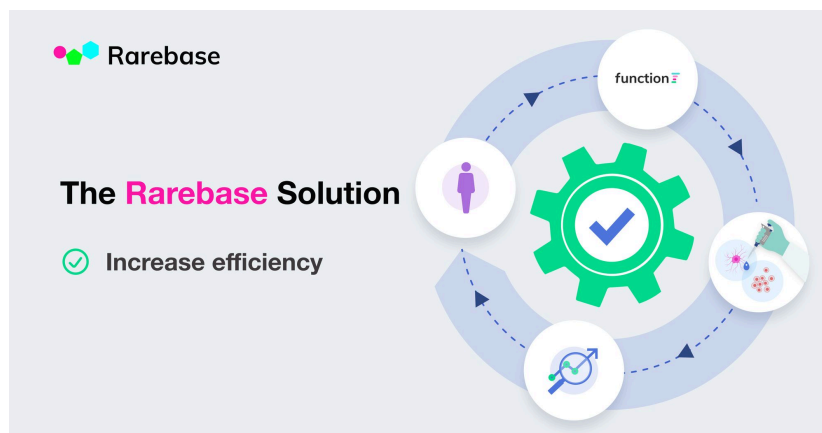 Rarebase
function
The Rarebase Solution
Increase efficiency